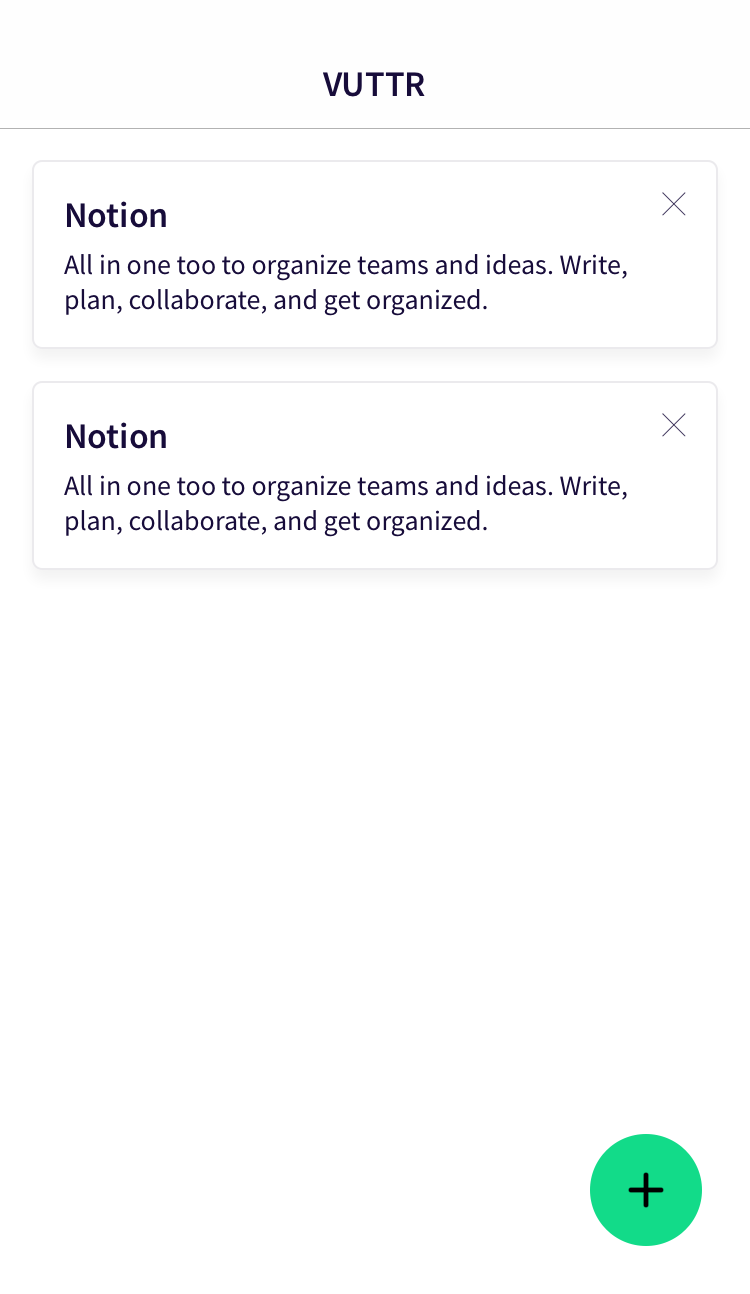 VUTTR
Notion
All in one too to organize teams and ideas. Write,
plan, collaborate, and get organized.
Notion
All in one too to organize teams and ideas. Write,
plan, collaborate, and get organized.